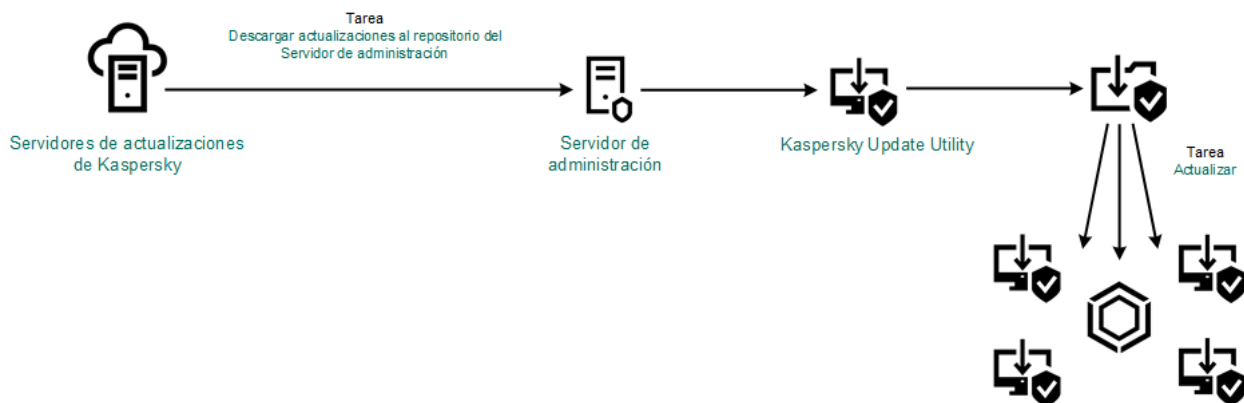 Tarea
Descargar actualizaciones al repositorio del
Servidor de administración
Servidores de actualizaciones
de Kaspersky
Servidor de
administración
Kaspersky Update Utility
Tarea
Actualizar